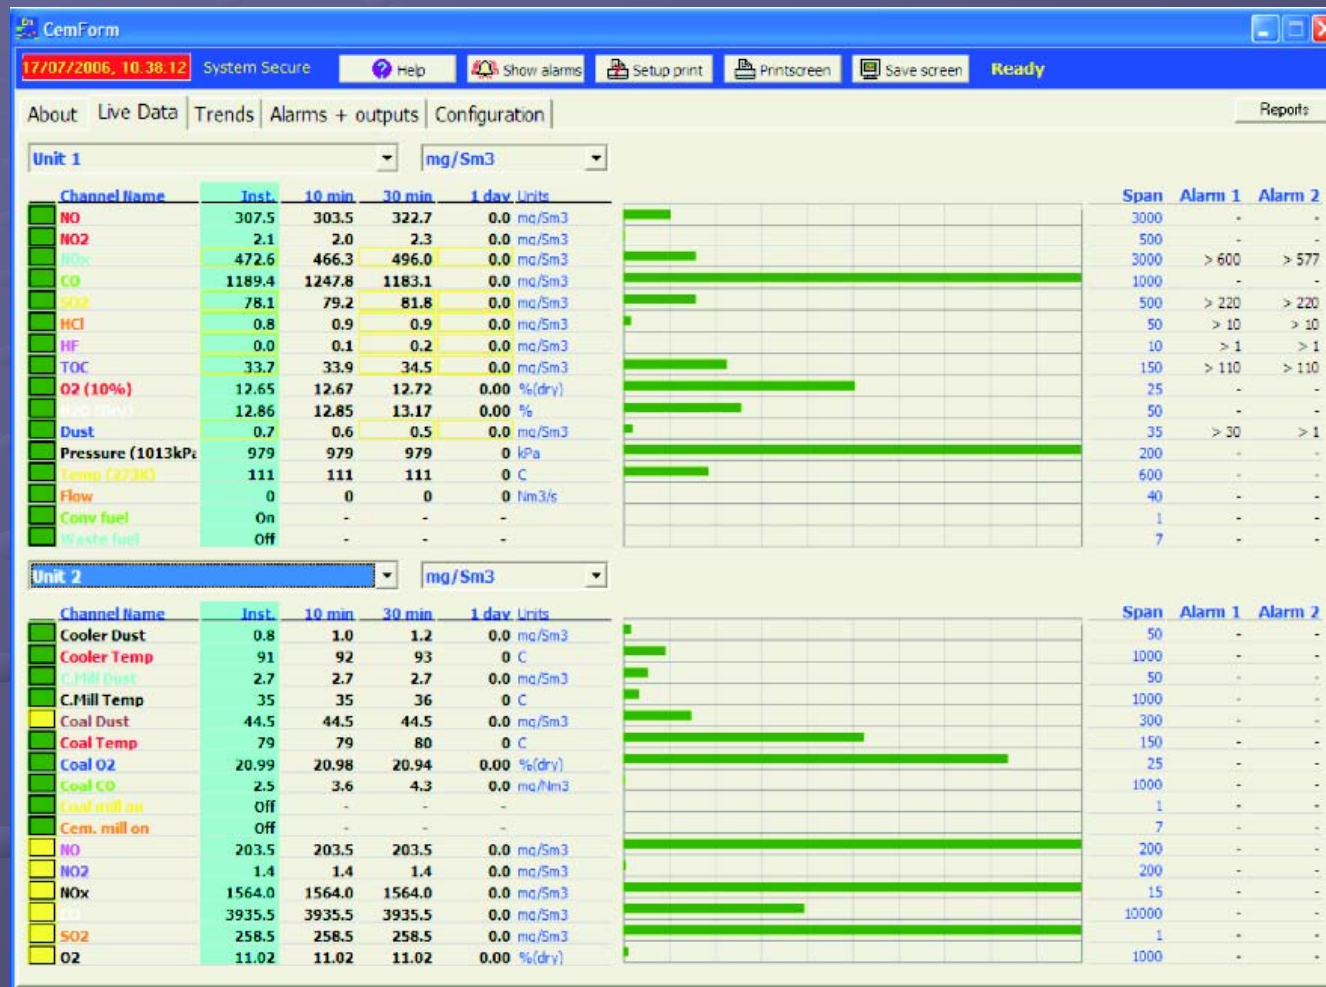 CemForm
17/07/2006, 10.38.12 System Secure Help Show alarms Setup print Printscreen Save screen Ready
About Live Data Trends Alarms + outputs Configuration Reports
Unit 1 mg/Sm3
Channel Name Inst. 10 min 30 min 1 day Units Span Alarm 1 Alarm 2
NO 307.5 303.5 322.7 0.0 mg/Sm3 3000 - -
NO2 2.1 2.0 2.3 0.0 mg/Sm3 500 - -
NOx 472.6 466.3 496.0 0.0 mg/Sm3 3000 > 600 > 577
CO 1189.4 1247.8 1183.1 0.0 mg/Sm3 1000 - -
SO2 78.1 79.2 81.8 0.0 mg/Sm3 500 > 220 > 220
HCl 0.8 0.9 0.9 0.0 mg/Sm3 50 > 10 > 10
HF 0.0 0.1 0.2 0.0 mg/Sm3 10 > 1 > 1
TOC 33.7 33.9 34.5 0.0 mg/Sm3 150 > 110 > 110
O2 (10%) 12.65 12.67 12.72 0.00 %(dry) 25 - -
12.86 12.85 13.17 0.00 % 50 - -
Dust 0.7 0.6 0.5 0.0 mg/Sm3 35 > 30 > 1
Pressure (1013kPa 979 979 979 0 kPa 200 - -
Temp (273K) 111 111 111 0 C 600 - -
Flow 0 0 0 0 Nm3/s 40 - -
Conv fuel On - - - 1 - -
Waste fuel Off - - - 7 - -
Unit 2 mg/Sm3
Channel Name Inst. 10 min 30 min 1 day Units Span Alarm 1 Alarm 2
Cooler Dust 0.8 1.0 1.2 0.0 mg/Sm3 50 - -
Cooler Temp 91 92 93 0 C 1000 - -
C.Mill Dust 2.7 2.7 2.7 0.0 mg/Sm3 50 - -
C.Mill Temp 35 35 36 0 C 1000 - -
Coal Dust 44.5 44.5 44.5 0.0 mg/Sm3 300 - -
Coal Temp 79 79 80 0 C 150 - -
Coal O2 20.99 20.98 20.94 0.00 %(dry) 25 - -
Coal CO 2.5 3.6 4.3 0.0 mg/Nm3 1000 - -
Coal mill on Off - - - 1 - -
Cem. mill on Off - - - 7 - -
NO 203.5 203.5 203.5 0.0 mg/Sm3 200 - -
NO2 1.4 1.4 1.4 0.0 mg/Sm3 200 - -
NOx 1564.0 1564.0 1564.0 0.0 mg/Sm3 15 - -
CO 3935.5 3935.5 3935.5 0.0 mg/Sm3 10000 - -
SO2 258.5 258.5 258.5 0.0 mg/Sm3 1 - -
O2 11.02 11.02 11.02 0.00 %(dry) 1000 - -